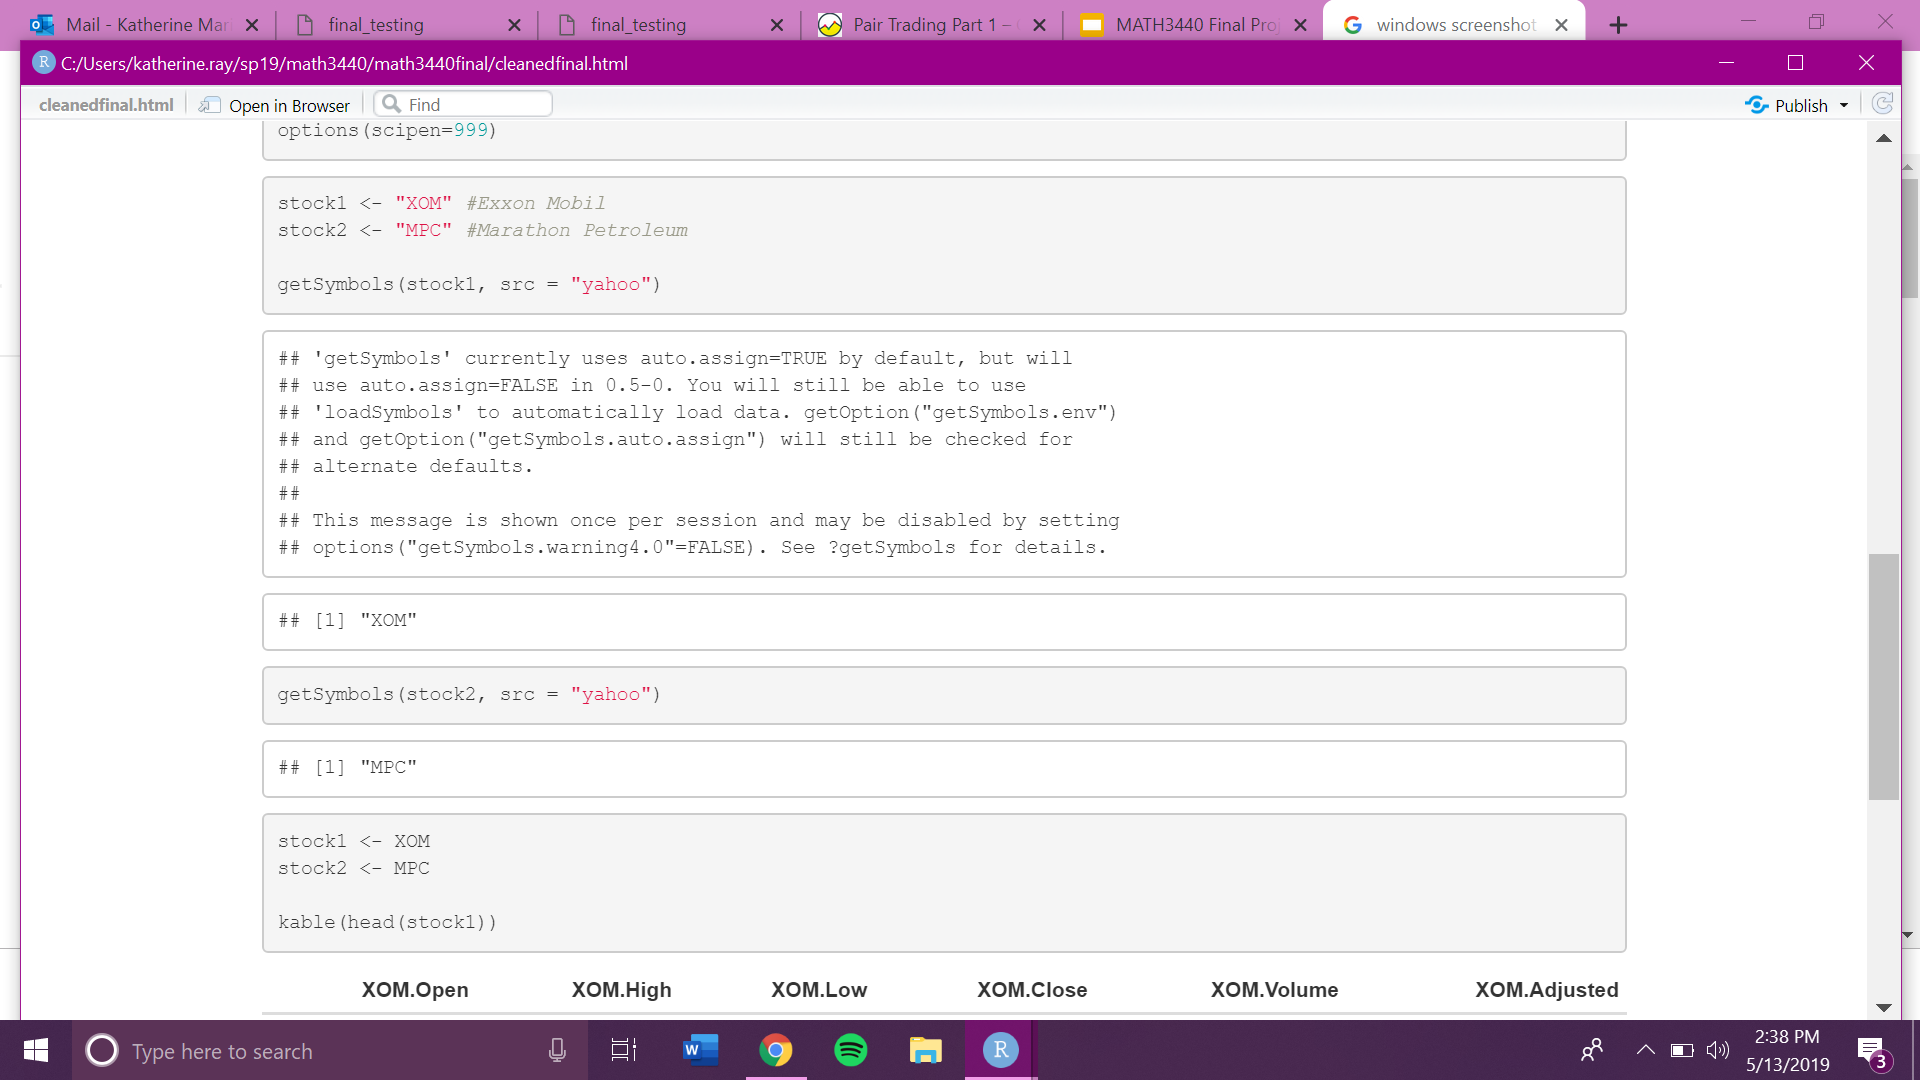 Mail - Katherine Mar
final_testing
final_testing
Pair Trading Part 1 –
MATH3440 Final Pro
windows screenshot
C:/Users/katherine.ray/sp19/math3440/math3440final/cleanedfinal.html
cleanedfinal.html
Open in Browser
Find
Publish
options(scipen=999)
stock1 <- "XOM" #Exxon Mobil
stock2 <- "MPC" #Marathon Petroleum
getSymbols(stock1, src = "yahoo")
## 'getSymbols' currently uses auto.assign=TRUE by default, but will
## use auto.assign=FALSE in 0.5-0. You will still be able to use
## 'loadSymbols' to automatically load data. getOption("getSymbols.env")
## and getOption("getSymbols.auto.assign") will still be checked for
## alternate defaults.
##
## This message is shown once per session and may be disabled by setting
## options("getSymbols.warning4.0"=FALSE). See ?getSymbols for details.
## [1] "XOM"
getSymbols(stock2, src = "yahoo")
## [1] "MPC"
stock1 <- XOM
stock2 <- MPC
kable(head(stock1))
XOM.Open XOM.High XOM.Low XOM.Close XOM.Volume XOM.Adjusted
Type here to search
2:38 PM
5/13/2019
3